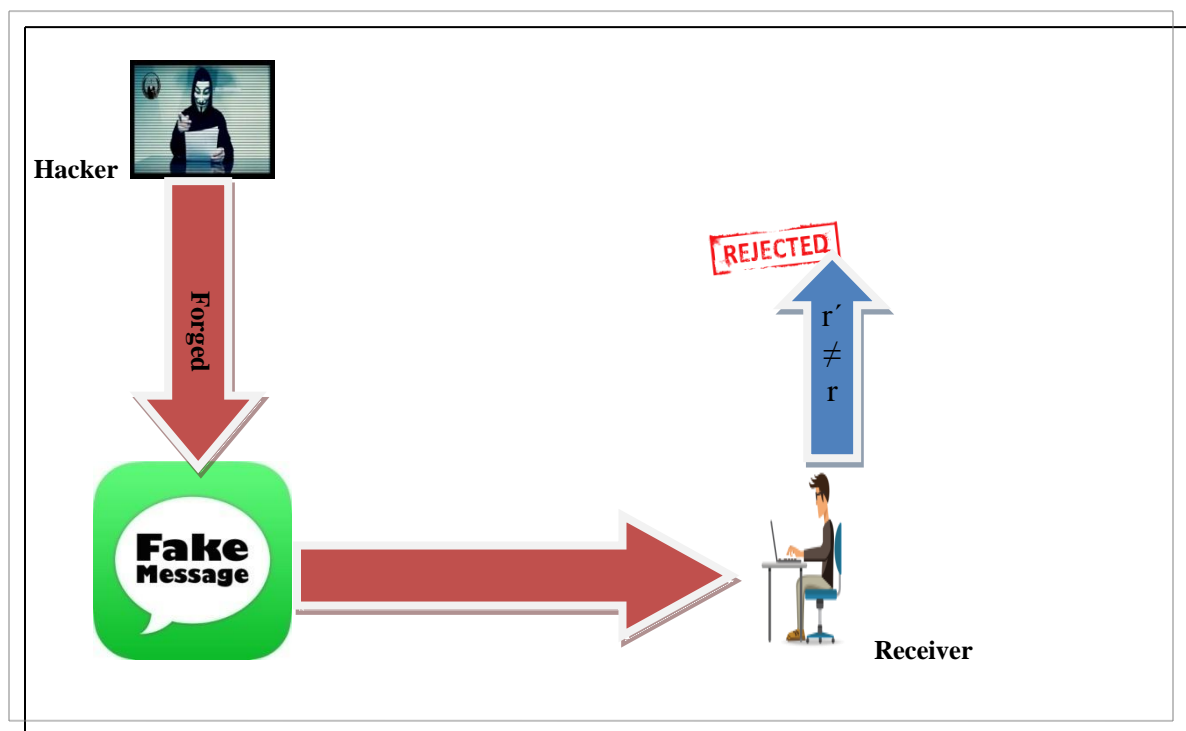 Hacker
REJECTED
Forged
r´
≠
r
Fake
Message
Receiver